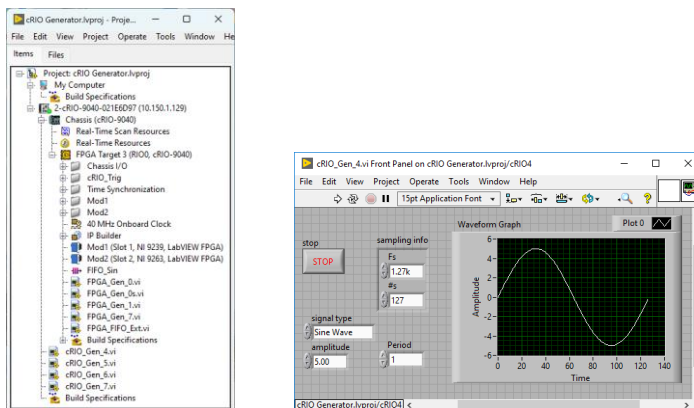 cRIO Generator.lvproj - Proje...
File Edit View Project Operate Tools Window He
Items Files
Project: cRIO Generator.lvproj
My Computer
Build Specifications
2-cRIO-9040-021E6D97 (10.150.1.129)
Chassis (cRIO-9040)
Real-Time Scan Resources
Real-Time Resources
FPGA Target 3 (RIO0, cRIO-9040)
Chassis I/O
cRIO_Trig
Time Synchronization
Mod1
Mod2
40 MHz Onboard Clock
IP Builder
Mod1 (Slot 1, NI 9239, LabVIEW FPGA)
Mod2 (Slot 2, NI 9263, LabVIEW FPGA)
FIFO_Sin
FPGA_Gen_0.vi
FPGA_Gen_0s.vi
FPGA_Gen_1.vi
FPGA_Gen_7.vi
FPGA_FIFO_Ext.vi
Build Specifications
cRIO_Gen_4.vi
cRIO_Gen_5.vi
cRIO_Gen_6.vi
cRIO_Gen_7.vi
Build Specifications
cRIO_Gen_4.vi Front Panel on cRIO Generator.lvproj/cRIO4
File Edit View Project Operate Tools Window Help
15pt Application Font
stop
STOP
sampling info
Fs
1.27k
#s
127
signal type
Sine Wave
amplitude
5.00
Period
1
Waveform Graph
Plot 0
Amplitude
6
4
2
0
-2
-4
-6
0 20 40 60 80 100 120 140
Time
cRIO Generator.lvproj/cRIO4